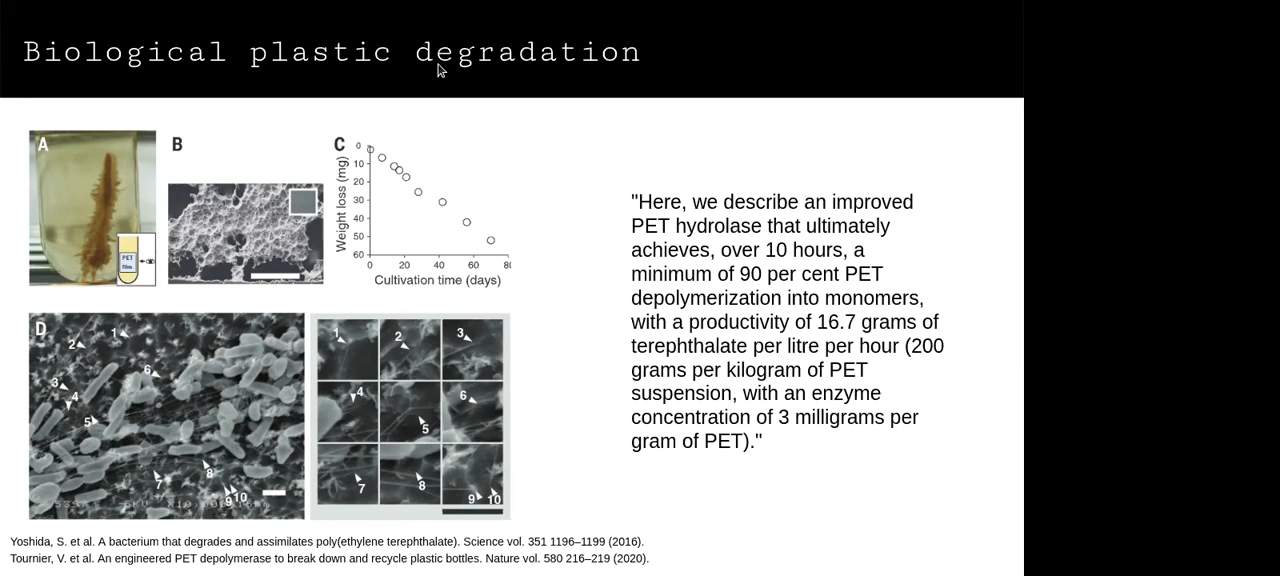 Biological plastic degradation
A
B
C
0
10
20
30
40
50
60
Weight loss (mg)
0
20
40
60
Cultivation time (days)
PET
film
"Here, we describe an improved
PET hydrolase that ultimately
achieves, over 10 hours, a
minimum of 90 per cent PET
depolymerization into monomers,
with a productivity of 16.7 grams of
terephthalate per litre per hour (200
grams per kilogram of PET
suspension, with an enzyme
concentration of 3 milligrams per
gram of PET)."
D
1
2
6
3
4
5
7
8
9 10
1
2
3
4
5
6
7
8
9 10
Yoshida, S. et al. A bacterium that degrades and assimilates poly(ethylene terephthalate). Science vol. 351 1196–1199 (2016).
Tournier, V. et al. An engineered PET depolymerase to break down and recycle plastic bottles. Nature vol. 580 216–219 (2020).